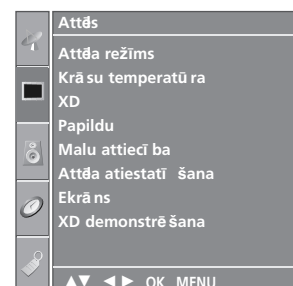 Attēls
Attēla režīms
Krāsu temperatūra
XD
Papildu
Malu attiecība
Attēla atiestatīšana
Ekrāns
XD demonstrēšana
▲▼ ◄► OK MENU